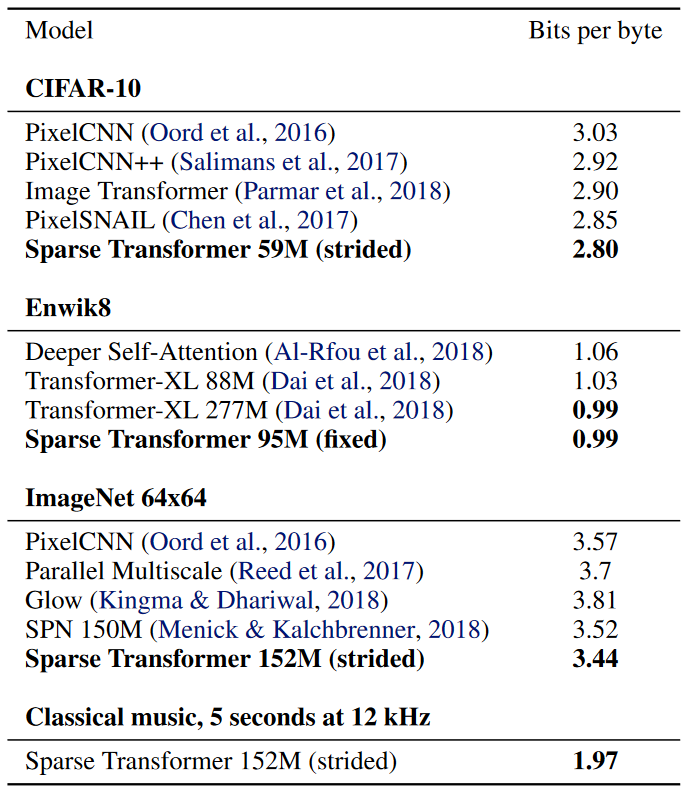 Model Bits per byte
CIFAR-10
PixelCNN (Oord et al., 2016) 3.03
PixelCNN++ (Salimans et al., 2017) 2.92
Image Transformer (Parmar et al., 2018) 2.90
PixelSNAIL (Chen et al., 2017) 2.85
Sparse Transformer 59M (strided) 2.80
Enwik8
Deeper Self-Attention (Al-Rfou et al., 2018) 1.06
Transformer-XL 88M (Dai et al., 2018) 1.03
Transformer-XL 277M (Dai et al., 2018) 0.99
Sparse Transformer 95M (fixed) 0.99
ImageNet 64x64
PixelCNN (Oord et al., 2016) 3.57
Parallel Multiscale (Reed et al., 2017) 3.7
Glow (Kingma & Dhariwal, 2018) 3.81
SPN 150M (Menick & Kalchbrenner, 2018) 3.52
Sparse Transformer 152M (strided) 3.44
Classical music, 5 seconds at 12 kHz
Sparse Transformer 152M (strided) 1.97